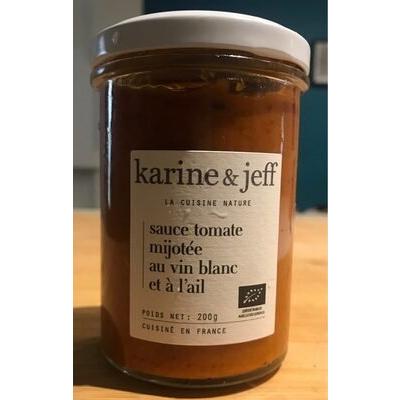 karine & jeff
LA CUISINE NATURE
sauce tomate
mijotée
au vin blanc
et à l'ail
POIDS NET: 200g
CUISINÉ EN FRANCE